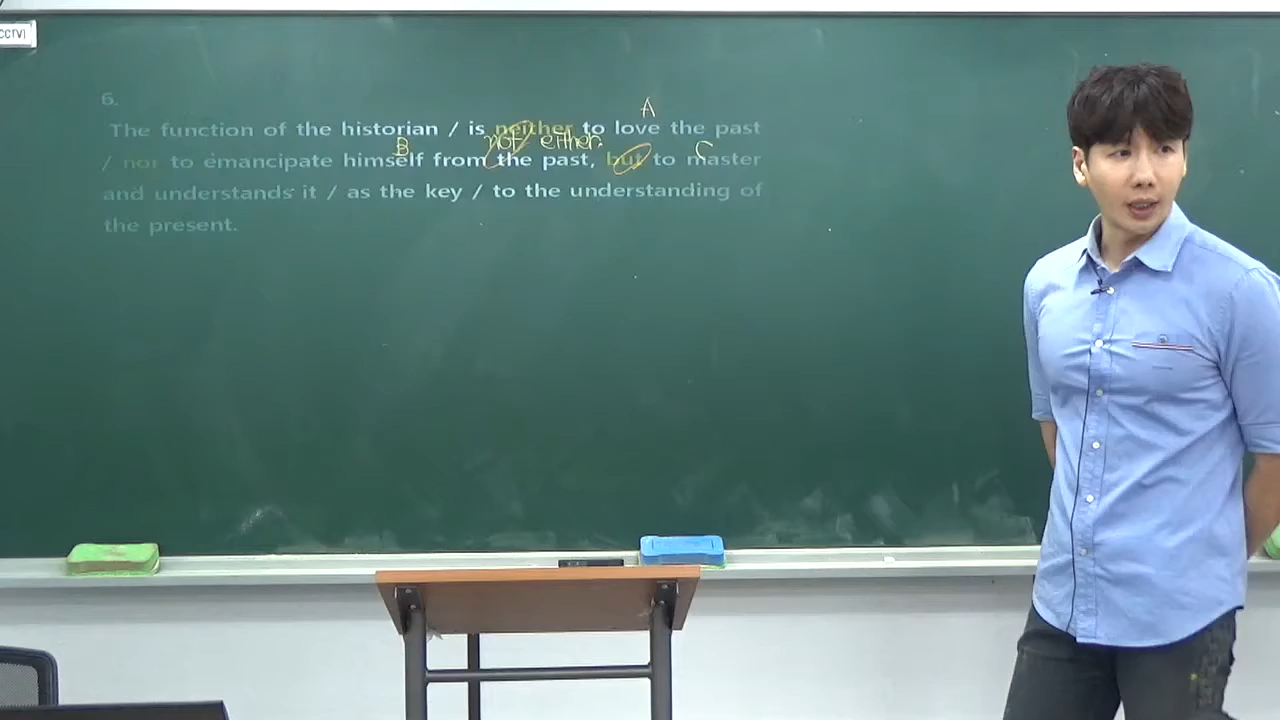 CCTV)
6.
A
The function of the historian / is neither to love the past
not either.
B
C
/ nor to emancipate himself from the past, but to master
and understands it / as the key / to the understanding of
the present.